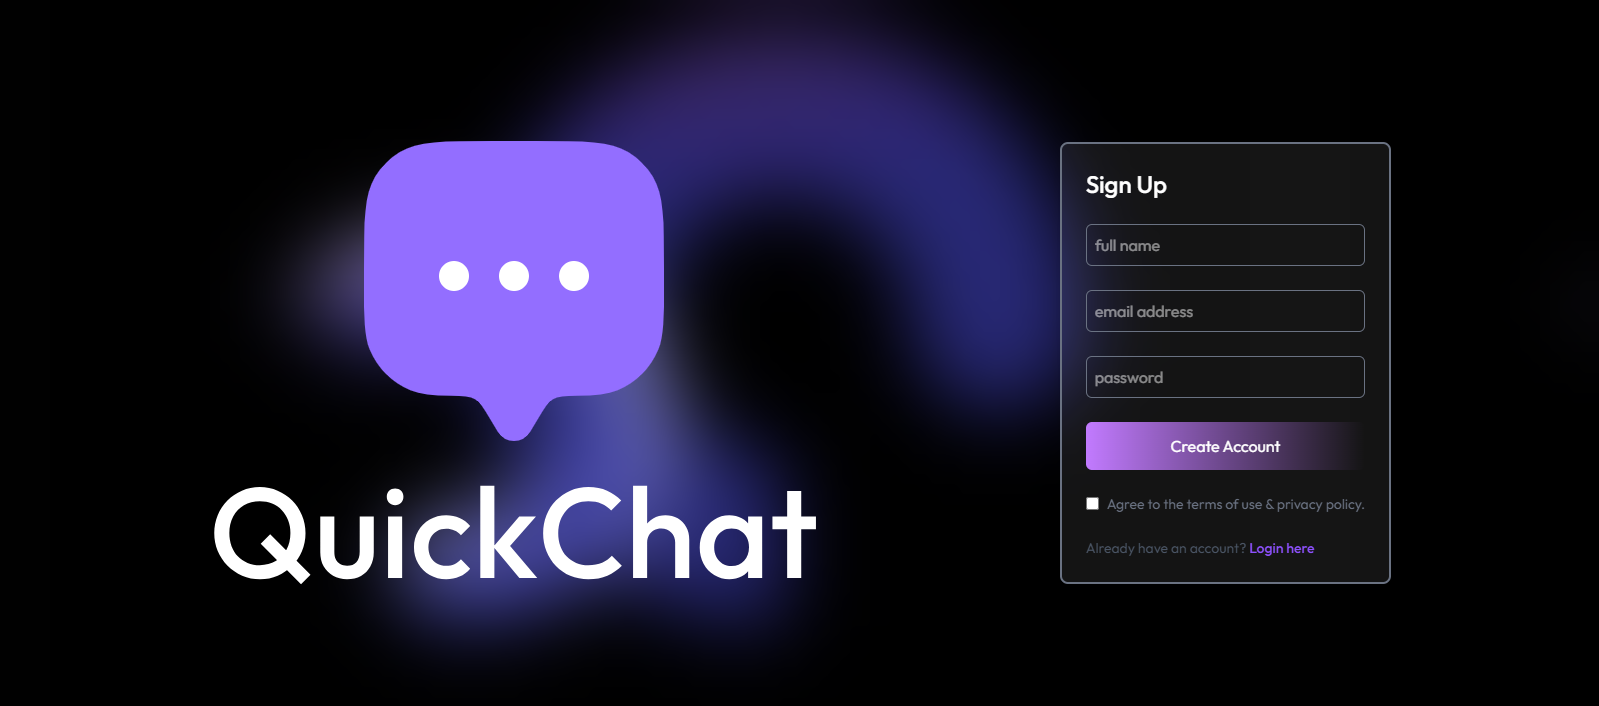 QuickChat
Sign Up
full name
email address
password
Create Account
Agree to the terms of use & privacy policy.
Already have an account? Login here